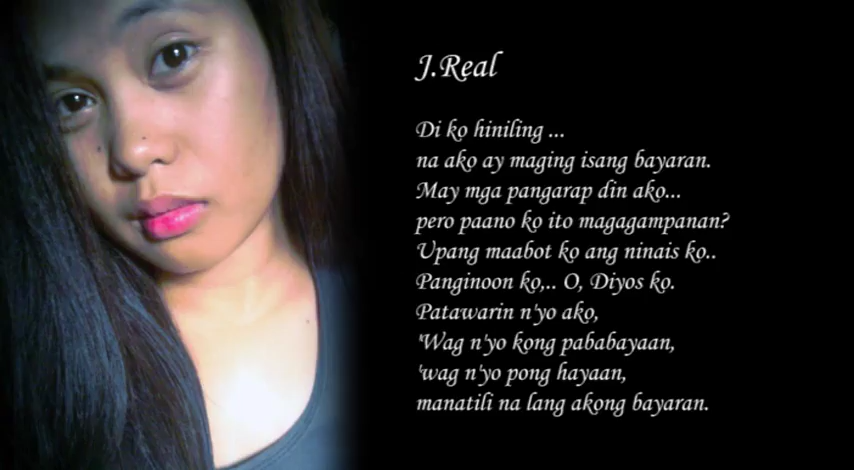 J.Real
Di ko hiniling ...
na ako ay maging isang bayaran.
May mga pangarap din ako...
pero paano ko ito magagampanan?
Upang maabot ko ang ninais ko..
Panginoon ko,.. O, Diyos ko.
Patawarin n'yo ako,
'Wag n'yo kong pababayaan,
'wag n'yo pong hayaan,
manatili na lang akong bayaran.